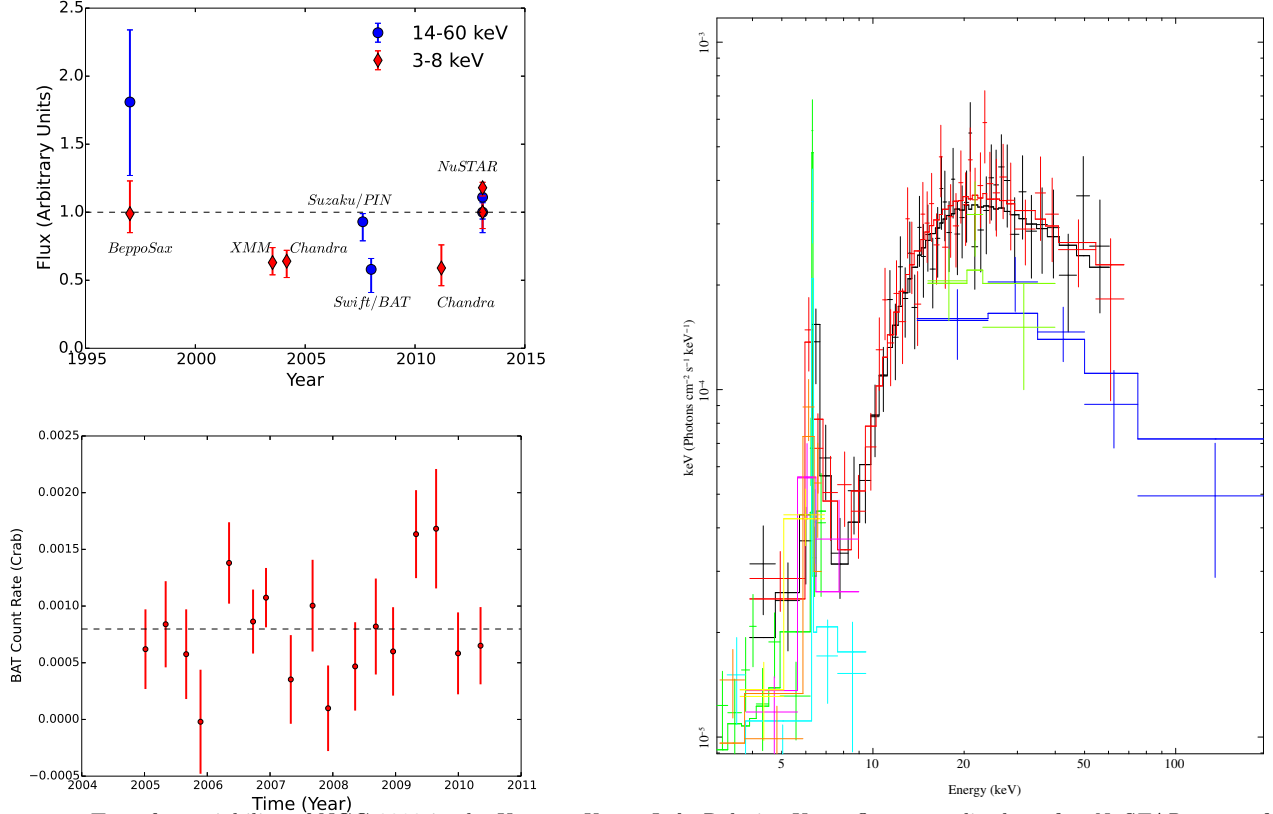 2.5
2.0
1.5
1.0
0.5
0.0
Flux (Arbitrary Units)
14-60 keV
3-8 keV
BeppoSax
XMM
Chandra
Suzaku/PIN
Swift/BAT
NuSTAR
Chandra
1995 2000 2005 2010 2015
Year
0.0025
0.0020
0.0015
0.0010
0.0005
0.0000
−0.0005
BAT Count Rate (Crab)
2004 2005 2006 2007 2008 2009 2010 2011
Time (Year)
10⁻³
10⁻⁴
10⁻⁵
keV (Photons cm⁻² s⁻¹ keV⁻¹)
5 10 20 50 100
Energy (keV)